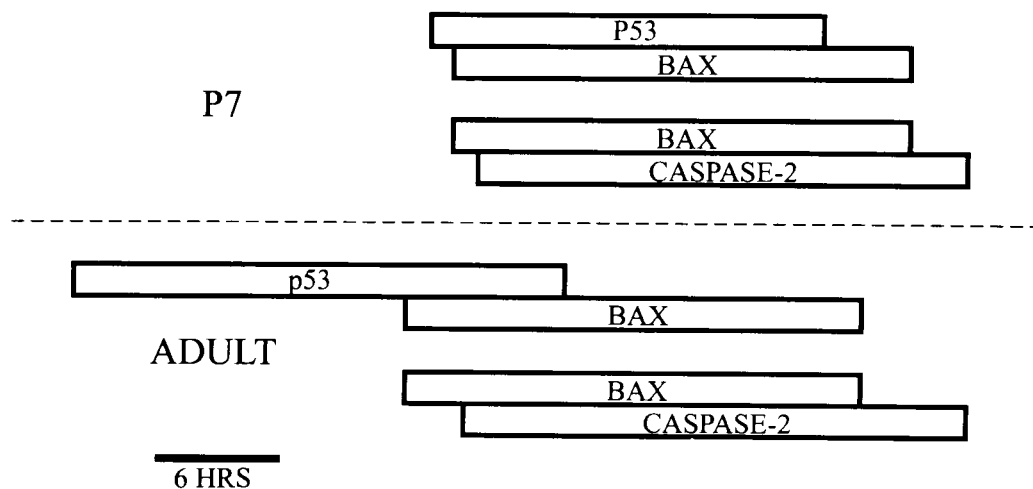 P53
BAX
P7
BAX
CASPASE-2
p53
BAX
ADULT
BAX
CASPASE-2
6 HRS